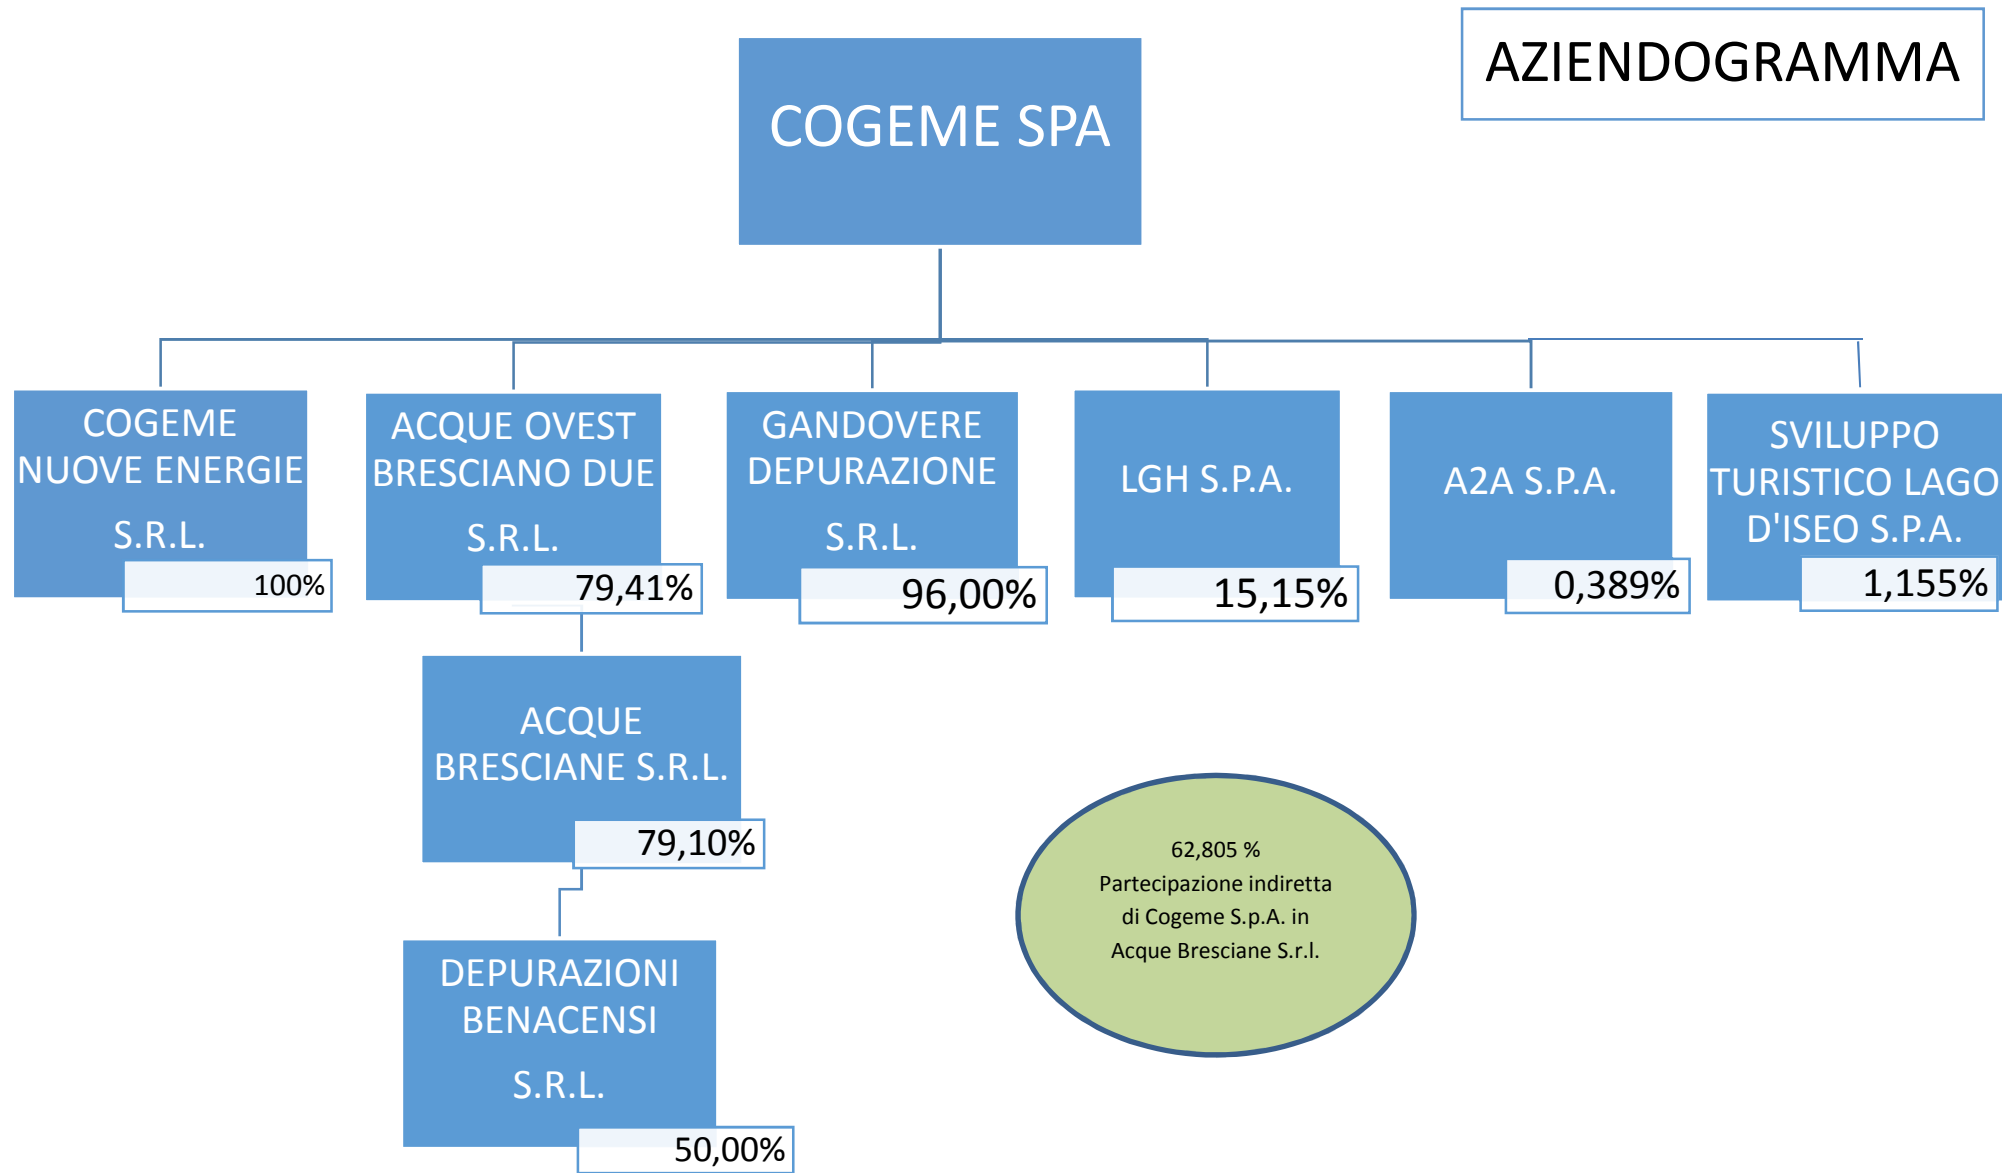 AZIENDOGRAMMA
COGEME SPA
COGEME
NUOVE ENERGIE
S.R.L.
100%
ACQUE OVEST
BRESCIANO DUE
S.R.L.
79,41%
GANDOVERE
DEPURAZIONE
S.R.L.
96,00%
LGH S.P.A.
15,15%
A2A S.P.A.
0,389%
SVILUPPO
TURISTICO LAGO
D'ISEO S.P.A.
1,155%
ACQUE
BRESCIANE S.R.L.
79,10%
62,805 %
Partecipazione indiretta
di Cogeme S.p.A. in
Acque Bresciane S.r.l.
DEPURAZIONI
BENACENSI
S.R.L.
50,00%